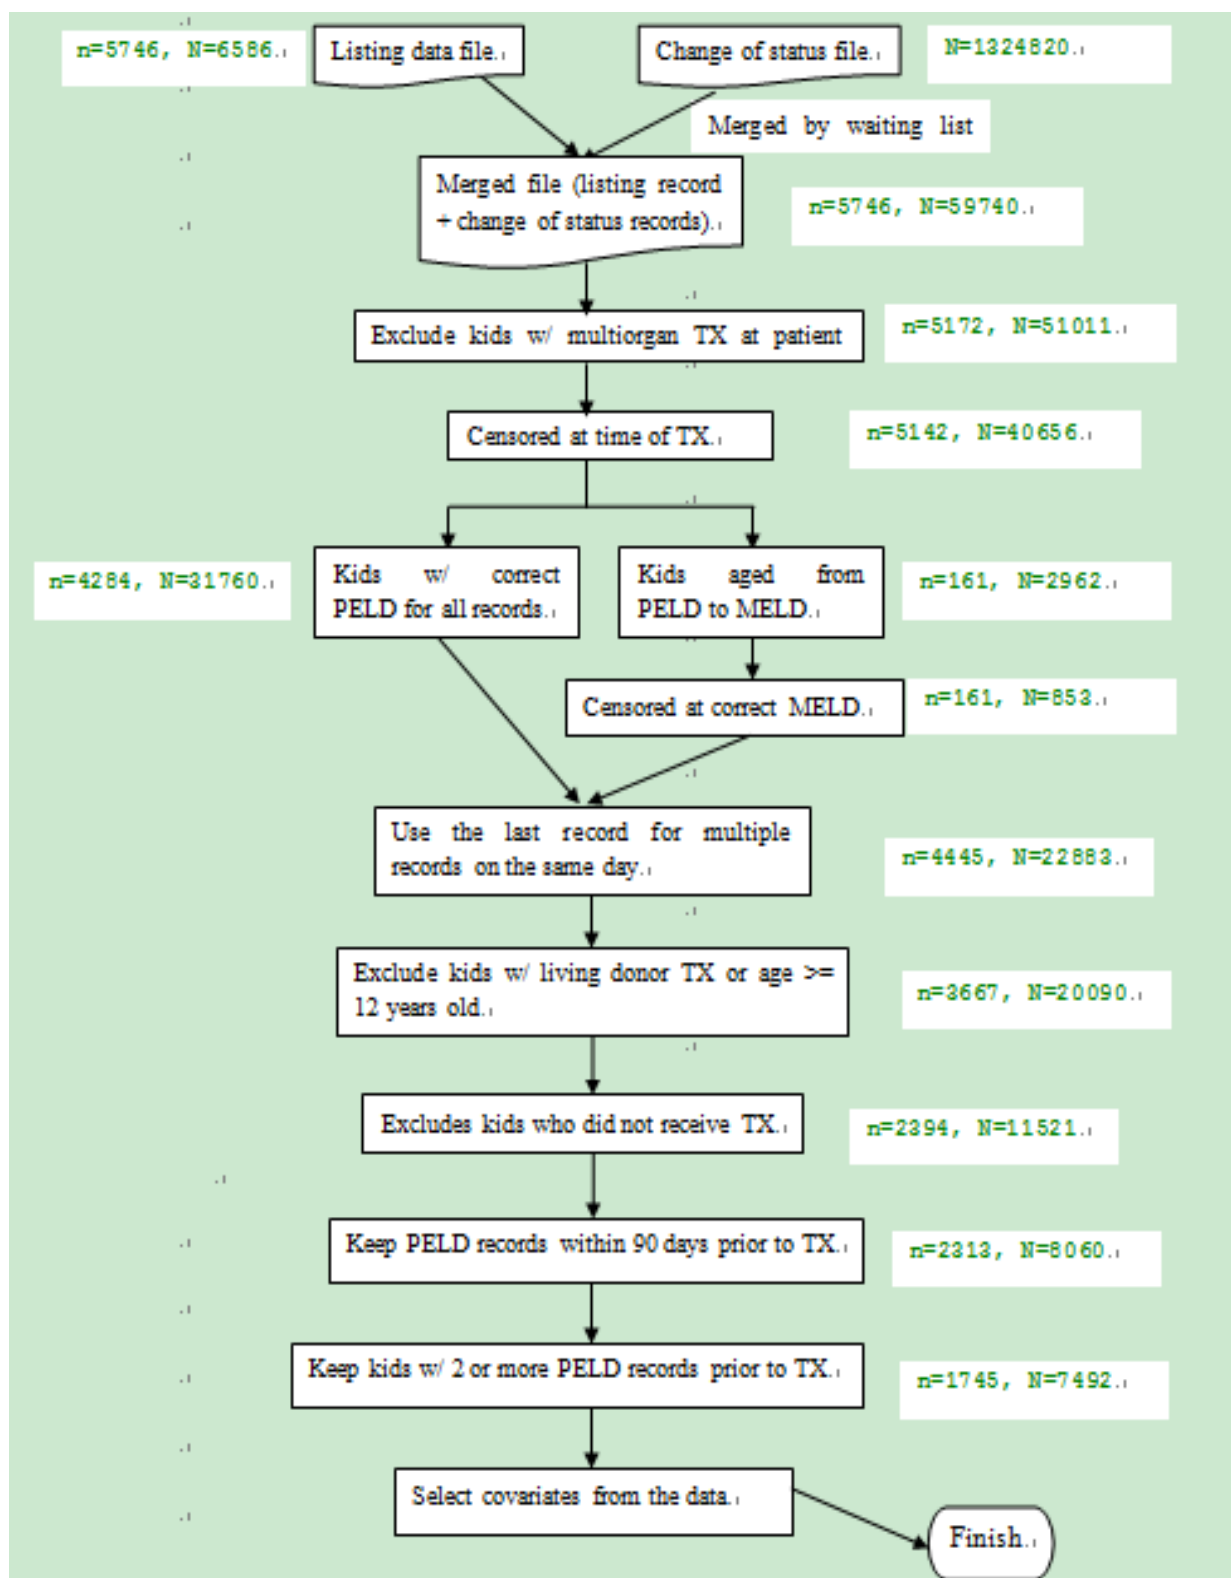 n=5746, N=6586.
Listing data file.
Change of status file.
N=1324820.
Merged by waiting list
Merged file (listing record
+ change of status records).
n=5746, N=59740.
Exclude kids w/ multiorgan TX at patient
n=5172, N=51011.
Censored at time of TX.
n=5142, N=40656.
n=4284, N=31760.
Kids w/ correct
PELD for all records.
Kids aged from
PELD to MELD.
n=161, N=2962.
Censored at correct MELD.
n=161, N=853.
Use the last record for multiple
records on the same day.
n=4445, N=22883.
Exclude kids w/ living donor TX or age >=
12 years old.
n=3667, N=20090.
Excludes kids who did not receive TX.
n=2394, N=11521.
Keep PELD records within 90 days prior to TX.
n=2313, N=8060.
Keep kids w/ 2 or more PELD records prior to TX.
n=1745, N=7492.
Select covariates from the data.
Finish.